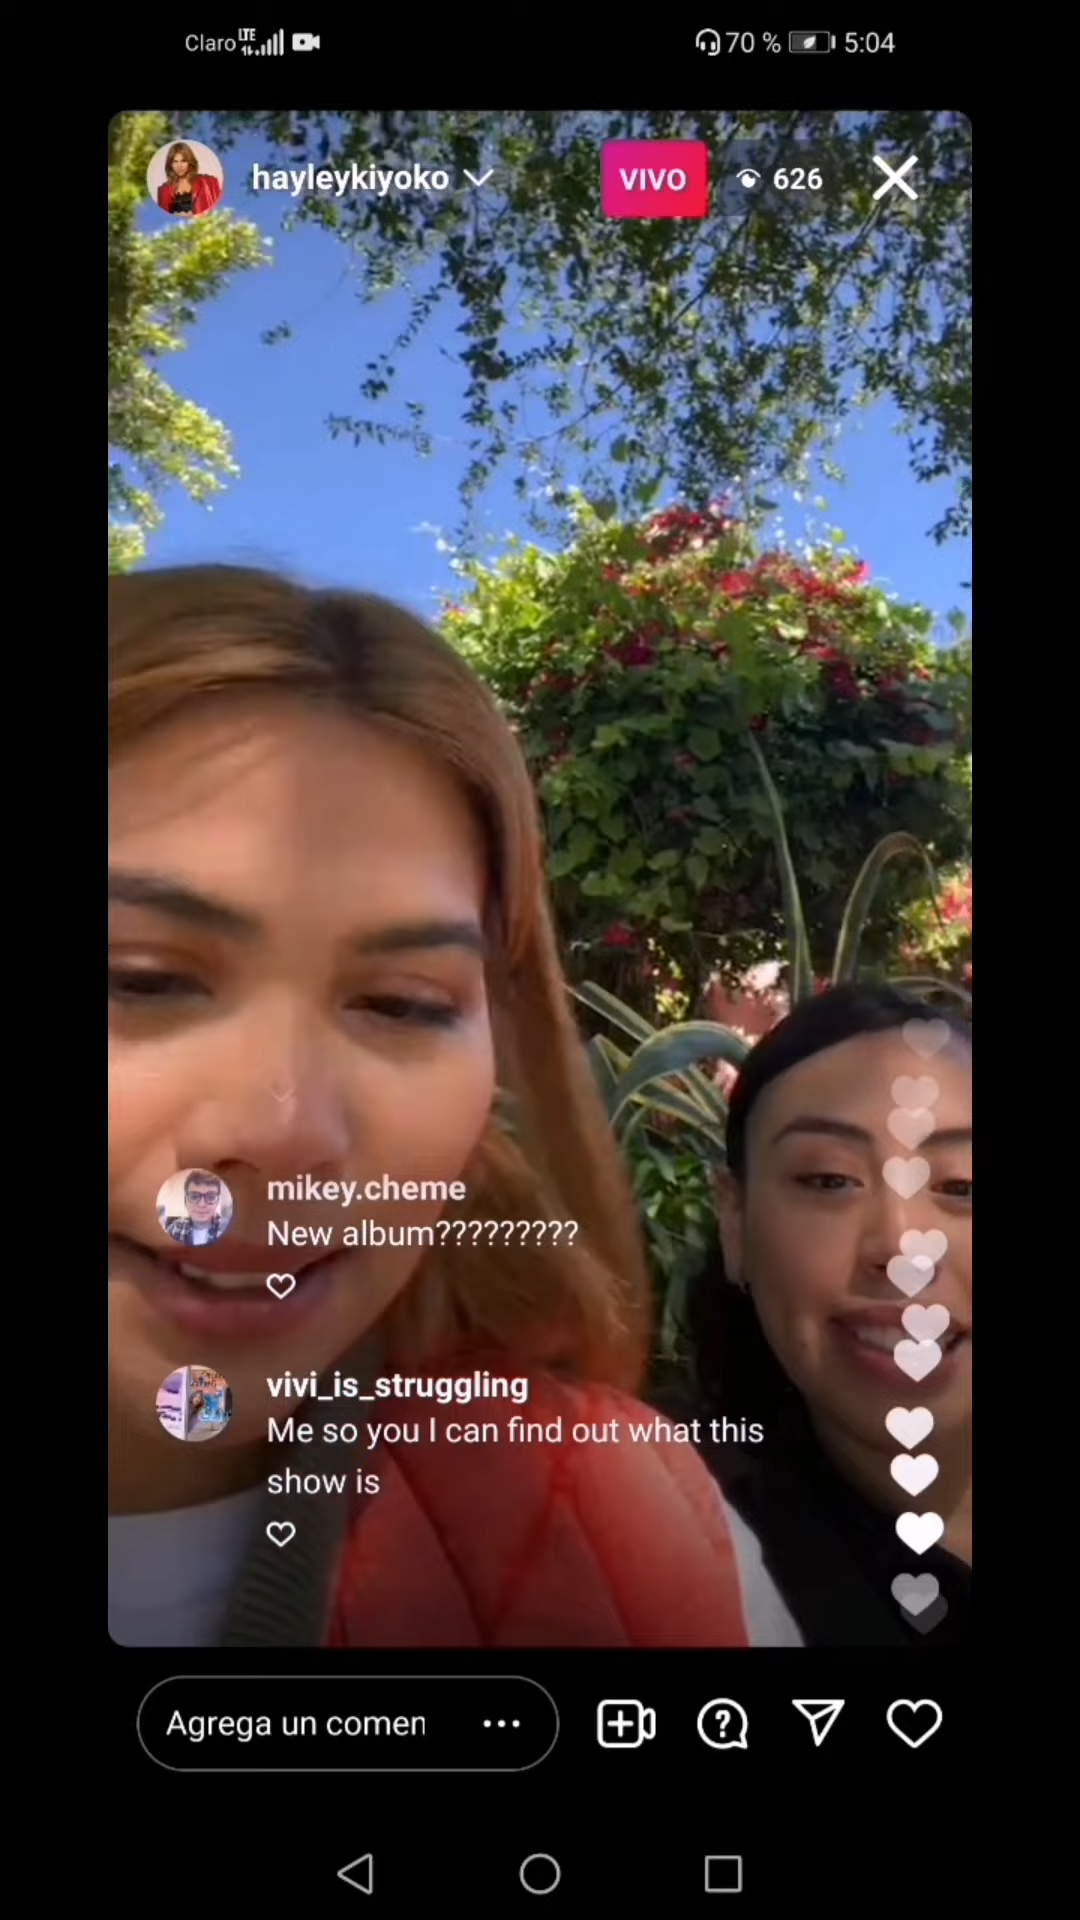 Claro LTE 70 % 5:04
hayleykiyoko VIVO 626
mikey.cheme
New album?????????
vivi_is_struggling
Me so you I can find out what this
show is
Agrega un comen